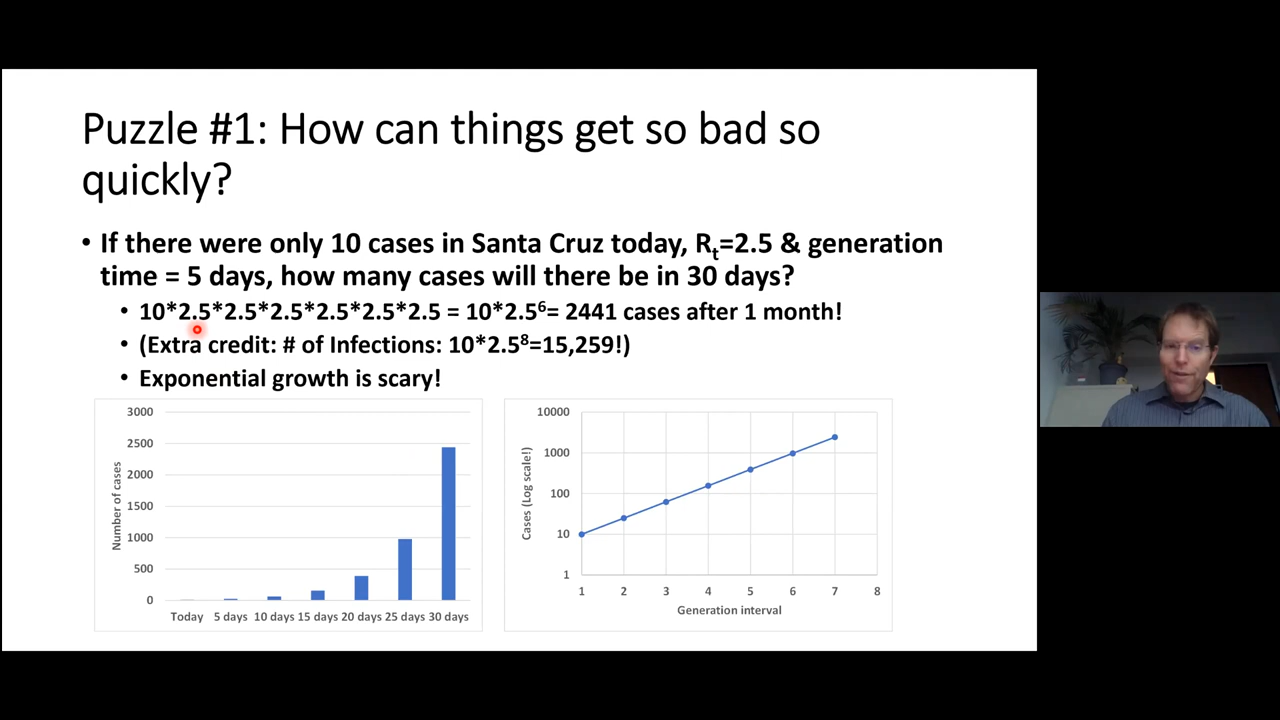 Puzzle #1: How can things get so bad so
quickly?
• If there were only 10 cases in Santa Cruz today, Rt=2.5 & generation
time = 5 days, how many cases will there be in 30 days?
• 10*2.5*2.5*2.5*2.5*2.5*2.5 = 10*2.5⁶= 2441 cases after 1 month!
• (Extra credit: # of Infections: 10*2.5⁸=15,259!)
• Exponential growth is scary!
Number of cases
3000
2500
2000
1500
1000
500
0
Today 5 days 10 days 15 days 20 days 25 days 30 days
Cases (Log scale!)
10000
1000
100
10
1
1 2 3 4 5 6 7 8
Generation interval